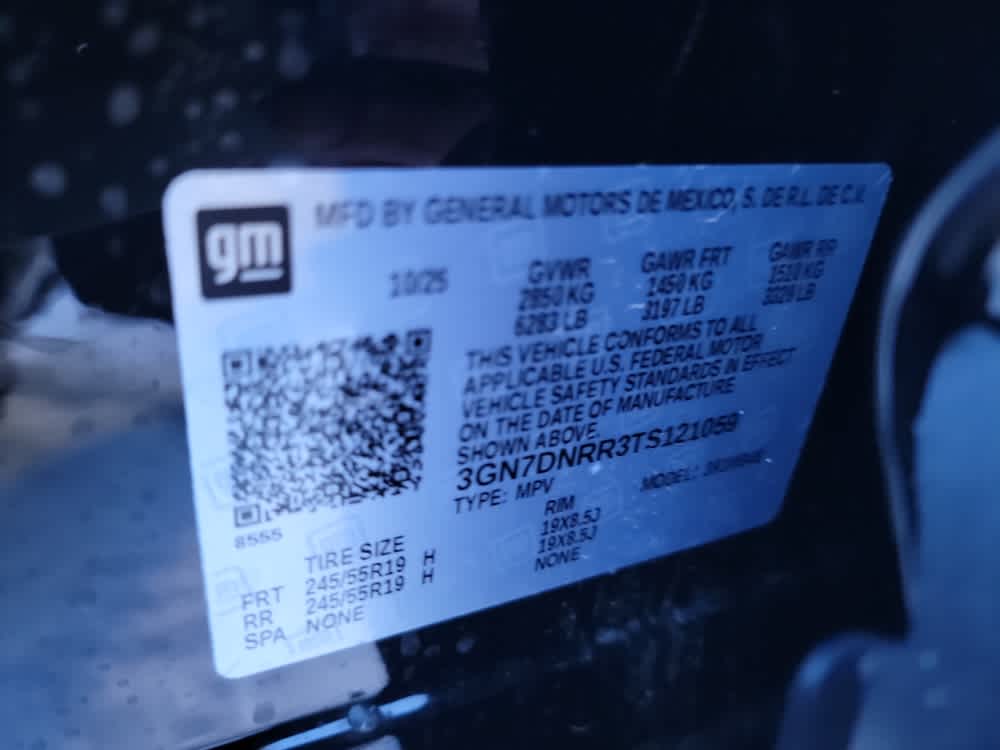 gm
MFD BY GENERAL MOTORS DE MEXICO, S. DE R.L. DE C.V.
10/25
GVWR
2850 KG
6283 LB
GAWR FRT
1450 KG
3197 LB
GAWR RR
1510 KG
3329 LB
THIS VEHICLE CONFORMS TO ALL
APPLICABLE U.S. FEDERAL MOTOR
VEHICLE SAFETY STANDARDS IN EFFECT
ON THE DATE OF MANUFACTURE
SHOWN ABOVE.
3GN7DNRR3TS121059
TYPE: MPV
MODEL:
8555
TIRE SIZE
RIM
FRT 245/55R19 H 19X8.5J
RR 245/55R19 H 19X8.5J
SPA NONE NONE